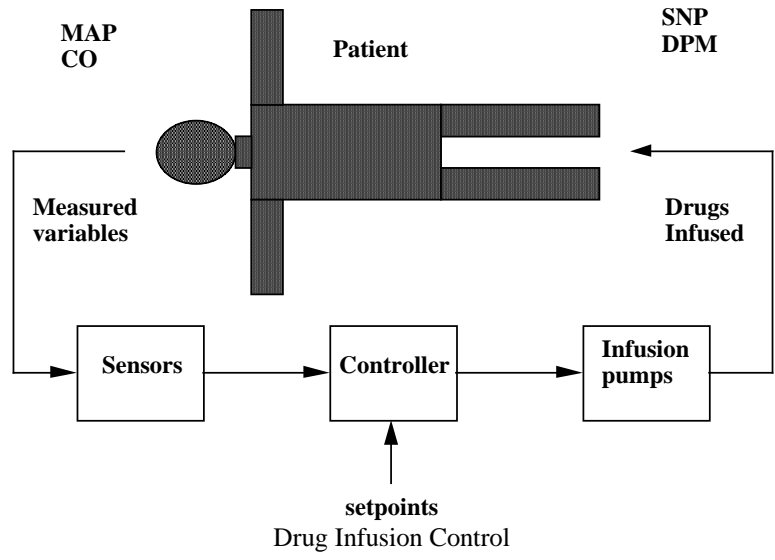 MAP
CO
Patient
SNP
DPM
Measured
variables
Drugs
Infused
Sensors
Controller
Infusion
pumps
setpoints
Drug Infusion Control